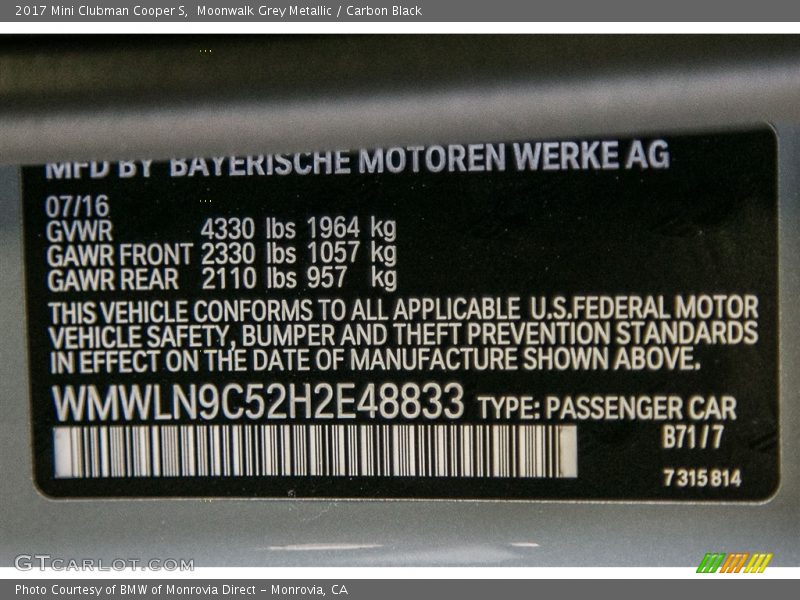 2017 Mini Clubman Cooper S,  Moonwalk Grey Metallic / Carbon Black
MFD BY BAYERISCHE MOTOREN WERKE AG
07/16
GVWR 4330 lbs 1964 kg
GAWR FRONT 2330 lbs 1057 kg
GAWR REAR 2110 lbs 957 kg
THIS VEHICLE CONFORMS TO ALL APPLICABLE U.S.FEDERAL MOTOR
VEHICLE SAFETY, BUMPER AND THEFT PREVENTION STANDARDS
IN EFFECT ON THE DATE OF MANUFACTURE SHOWN ABOVE.
WMWLN9C52H2E48833 TYPE: PASSENGER CAR
B71/7
7 315 814
GTCARLOT.COM
Photo Courtesy of BMW of Monrovia Direct - Monrovia, CA